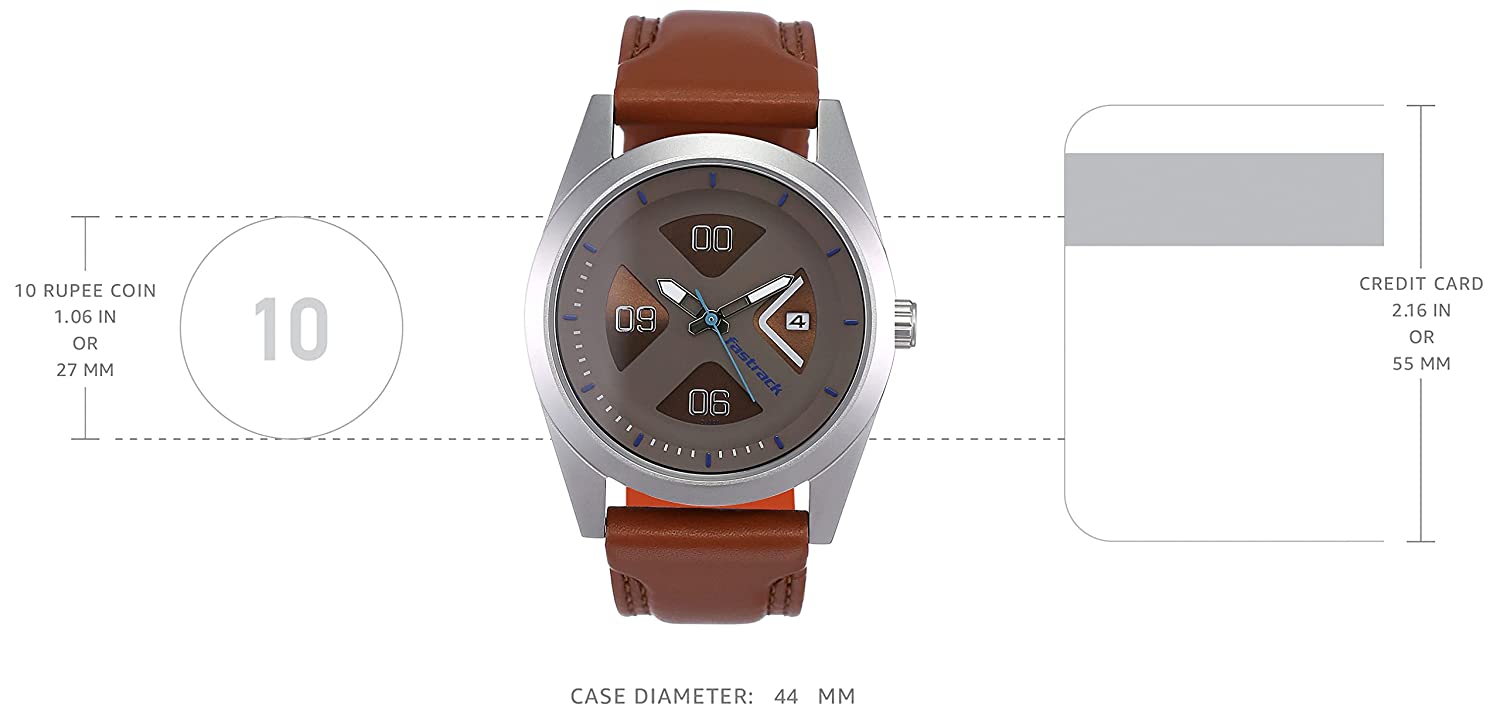 00
09
4
fastrack
06
10 RUPEE COIN
1.06 IN
OR
27 MM
10
CREDIT CARD
2.16 IN
OR
55 MM
CASE DIAMETER: 44 MM